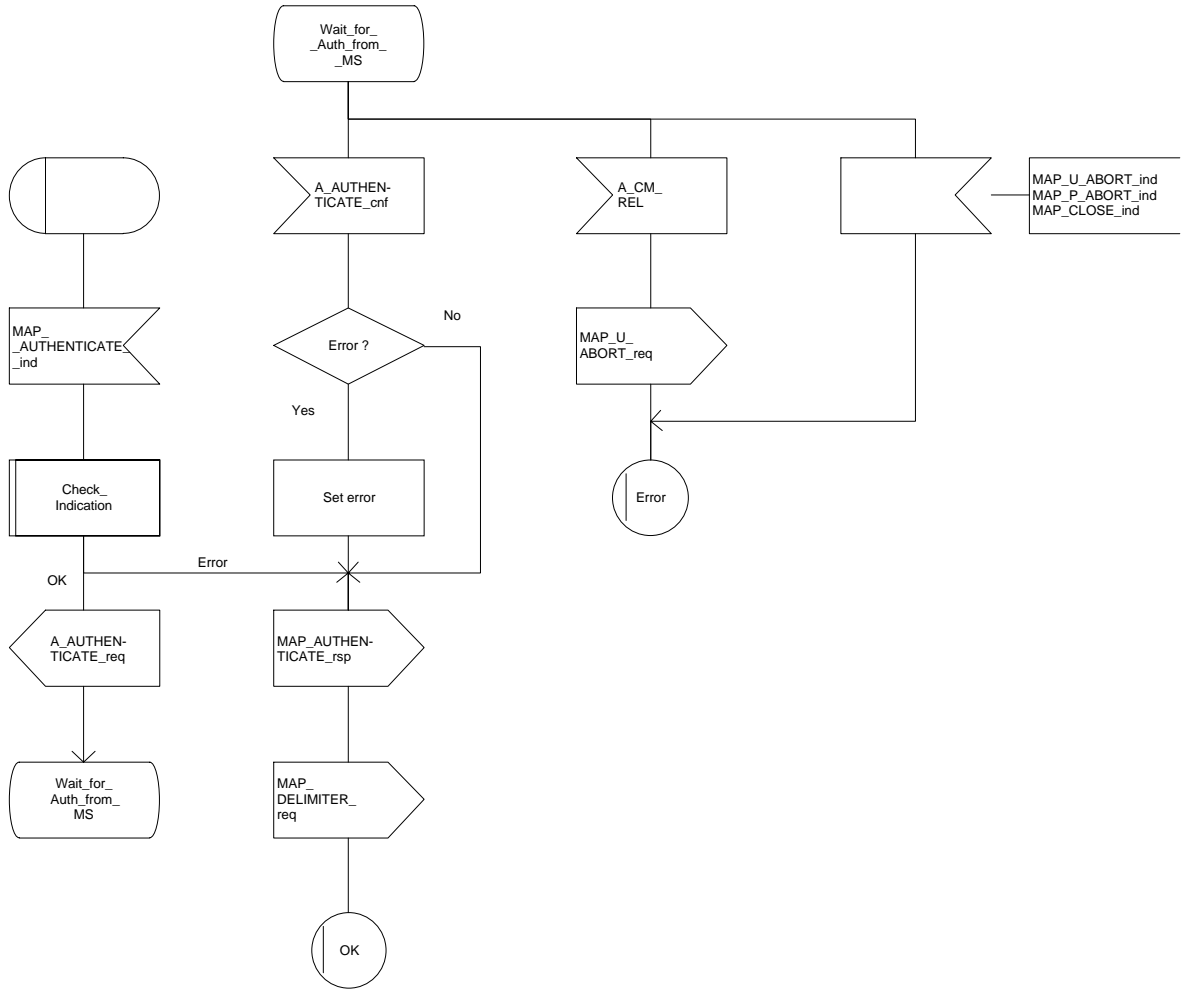 Wait_for_
_Auth_from_
_MS
A_AUTHEN-
TICATE_cnf
A_CM_
REL
MAP_U_ABORT_ind
MAP_P_ABORT_ind
MAP_CLOSE_ind
MAP_
_AUTHENTICATE_
_ind
Error ?
No
Yes
MAP_U_
ABORT_req
Check_
Indication
Set error
Error
Error
OK
A_AUTHEN-
TICATE_req
MAP_AUTHEN-
TICATE_rsp
Wait_for_
Auth_from_
MS
MAP_
DELIMITER_
req
OK